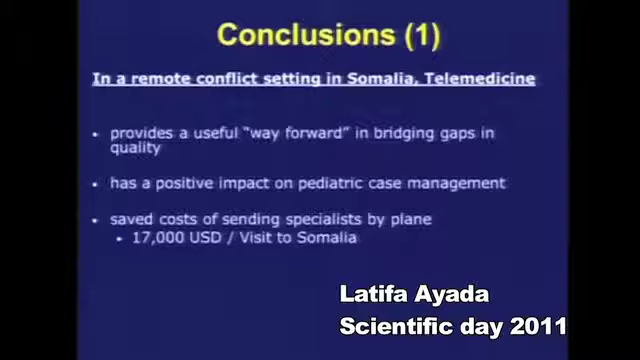 Conclusions (1)
In a remote conflict setting in Somalia, Telemedicine
• provides a useful "way forward" in bridging gaps in
quality
• has a positive impact on pediatric case management
• saved costs of sending specialists by plane
• 17,000 USD / Visit to Somalia
Latifa Ayada
Scientific day 2011